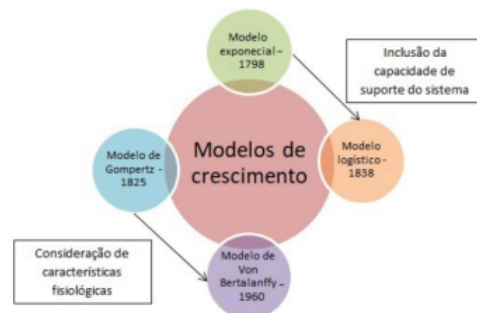 Modelo
exponecial –
1798
Inclusão da
capacidade de
suporte do sistema
Modelos de
crescimento
Modelo
logístico -
1838
Modelo de
Gompertz -
1825
Consideração de
características
fisiológicas
Modelo de
Von
Bertalanffy –
1960